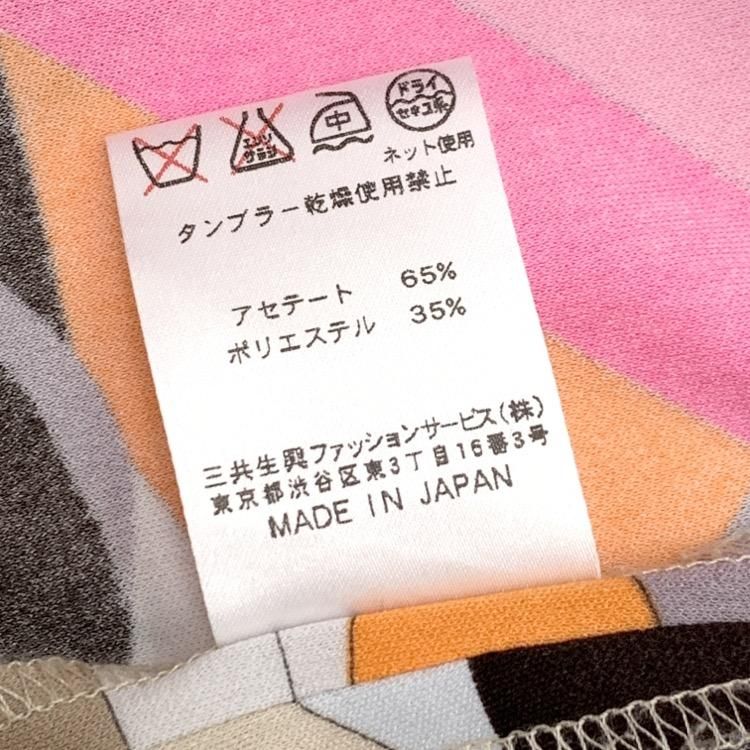 エンソ
サラシ
中
ドライ
セキユ系
ネット使用
タンブラー乾燥使用禁止
アセテート 65%
ポリエステル 35%
三共生興ファッションサービス(株)
東京都渋谷区東3丁目16番3号
MADE IN JAPAN